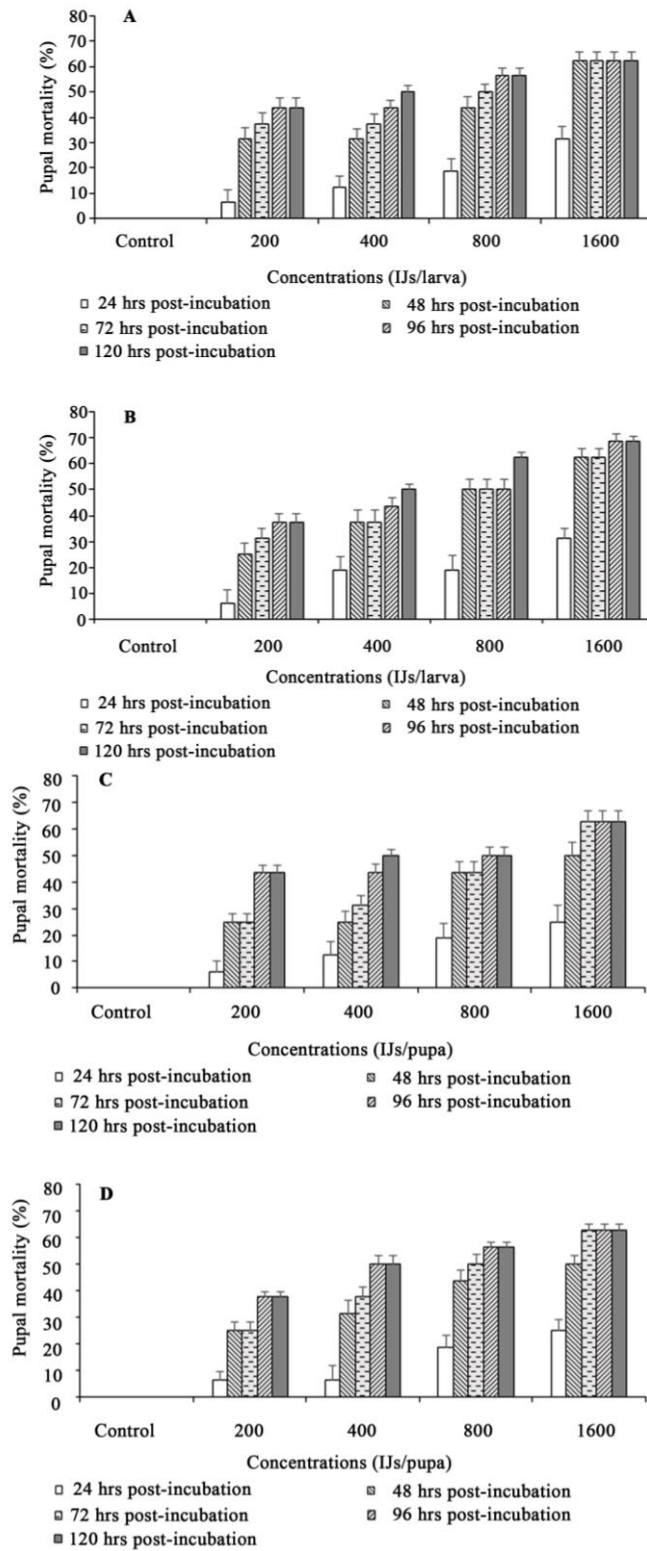 A
Pupal mortality (%)
80
70
60
50
40
30
20
10
0
Control 200 400 800 1600
Concentrations (IJs/larva)
24 hrs post-incubation 48 hrs post-incubation
72 hrs post-incubation 96 hrs post-incubation
120 hrs post-incubation
B
Pupal mortality (%)
80
70
60
50
40
30
20
10
0
Control 200 400 800 1600
Concentrations (IJs/larva)
24 hrs post-incubation 48 hrs post-incubation
72 hrs post-incubation 96 hrs post-incubation
120 hrs post-incubation
C
Pupal mortality (%)
80
70
60
50
40
30
20
10
0
Control 200 400 800 1600
Concentrations (IJs/pupa)
24 hrs post-incubation 48 hrs post-incubation
72 hrs post-incubation 96 hrs post-incubation
120 hrs post-incubation
D
Pupal mortality (%)
80
70
60
50
40
30
20
10
0
Control 200 400 800 1600
Concentrations (IJs/pupa)
24 hrs post-incubation 48 hrs post-incubation
72 hrs post-incubation 96 hrs post-incubation
120 hrs post-incubation